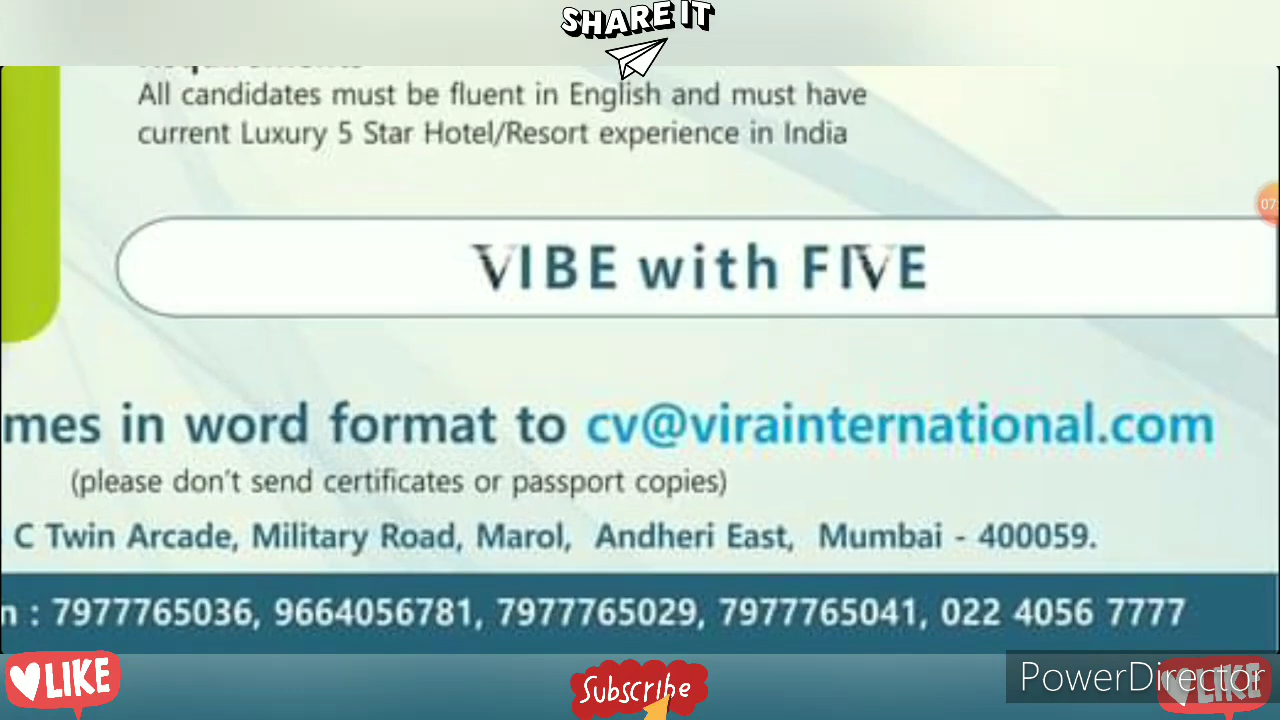 SHARE IT
Requirements
All candidates must be fluent in English and must have
current Luxury 5 Star Hotel/Resort experience in India
07
VIBE with FIVE
mes in word format to cv@virainternational.com
(please don't send certificates or passport copies)
C Twin Arcade, Military Road, Marol, Andheri East, Mumbai - 400059.
n : 7977765036, 9664056781, 7977765029, 7977765041, 022 4056 7777
LIKE
Subscribe
PowerDirector
LIKE